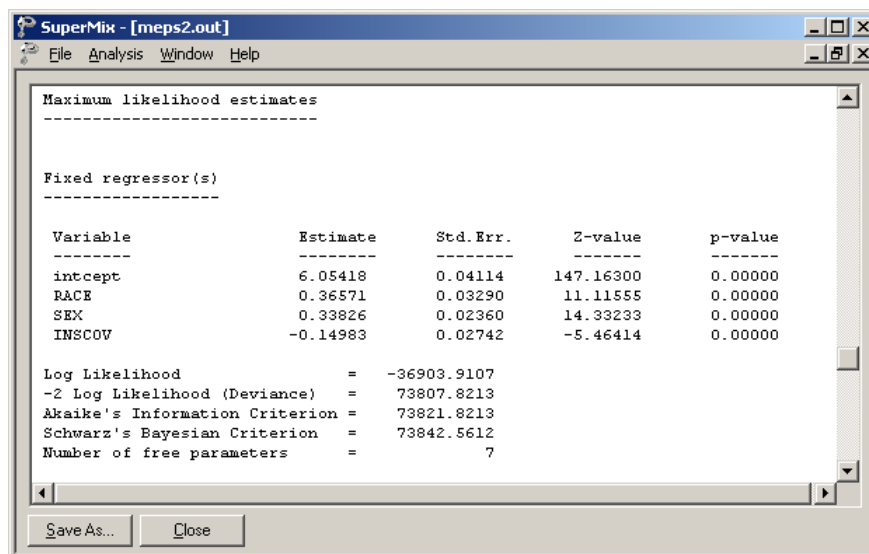 SuperMix - [meps2.out]
File Analysis Window Help
Maximum likelihood estimates
----------------------------
Fixed regressor(s)
------------------
Variable Estimate Std.Err. Z-value p-value
-------- -------- -------- ------- -------
intcept 6.05418 0.04114 147.16300 0.00000
RACE 0.36571 0.03290 11.11555 0.00000
SEX 0.33826 0.02360 14.33233 0.00000
INSCOV -0.14983 0.02742 -5.46414 0.00000
Log Likelihood = -36903.9107
-2 Log Likelihood (Deviance) = 73807.8213
Akaike's Information Criterion = 73821.8213
Schwarz's Bayesian Criterion = 73842.5612
Number of free parameters = 7
Save As... Close